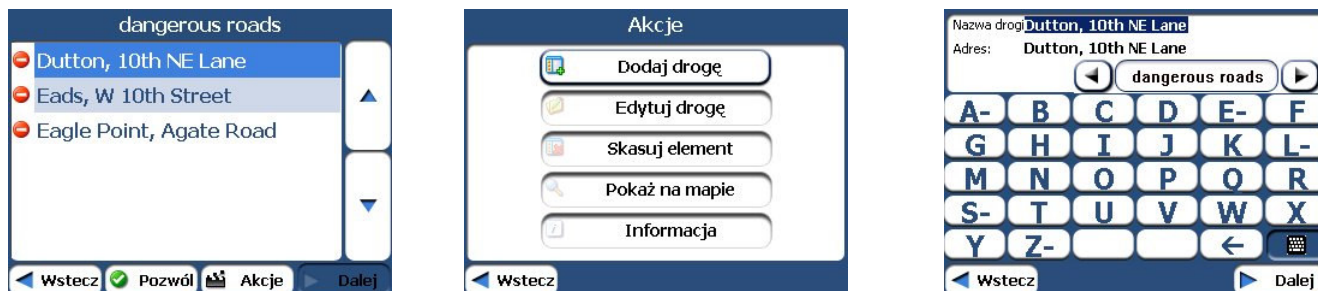 dangerous roads
Dutton, 10th NE Lane
Eads, W 10th Street
Eagle Point, Agate Road
Wstecz Pozwól Akcje Dalej
Akcje
Dodaj drogę
Edytuj drogę
Skasuj element
Pokaż na mapie
Informacja
Wstecz
Nazwa drogi Dutton, 10th NE Lane
Adres: Dutton, 10th NE Lane
dangerous roads
A- B C D E- F
G H I J K L-
M N O P Q R
S- T U V W X
Y Z- ←
Wstecz Dalej